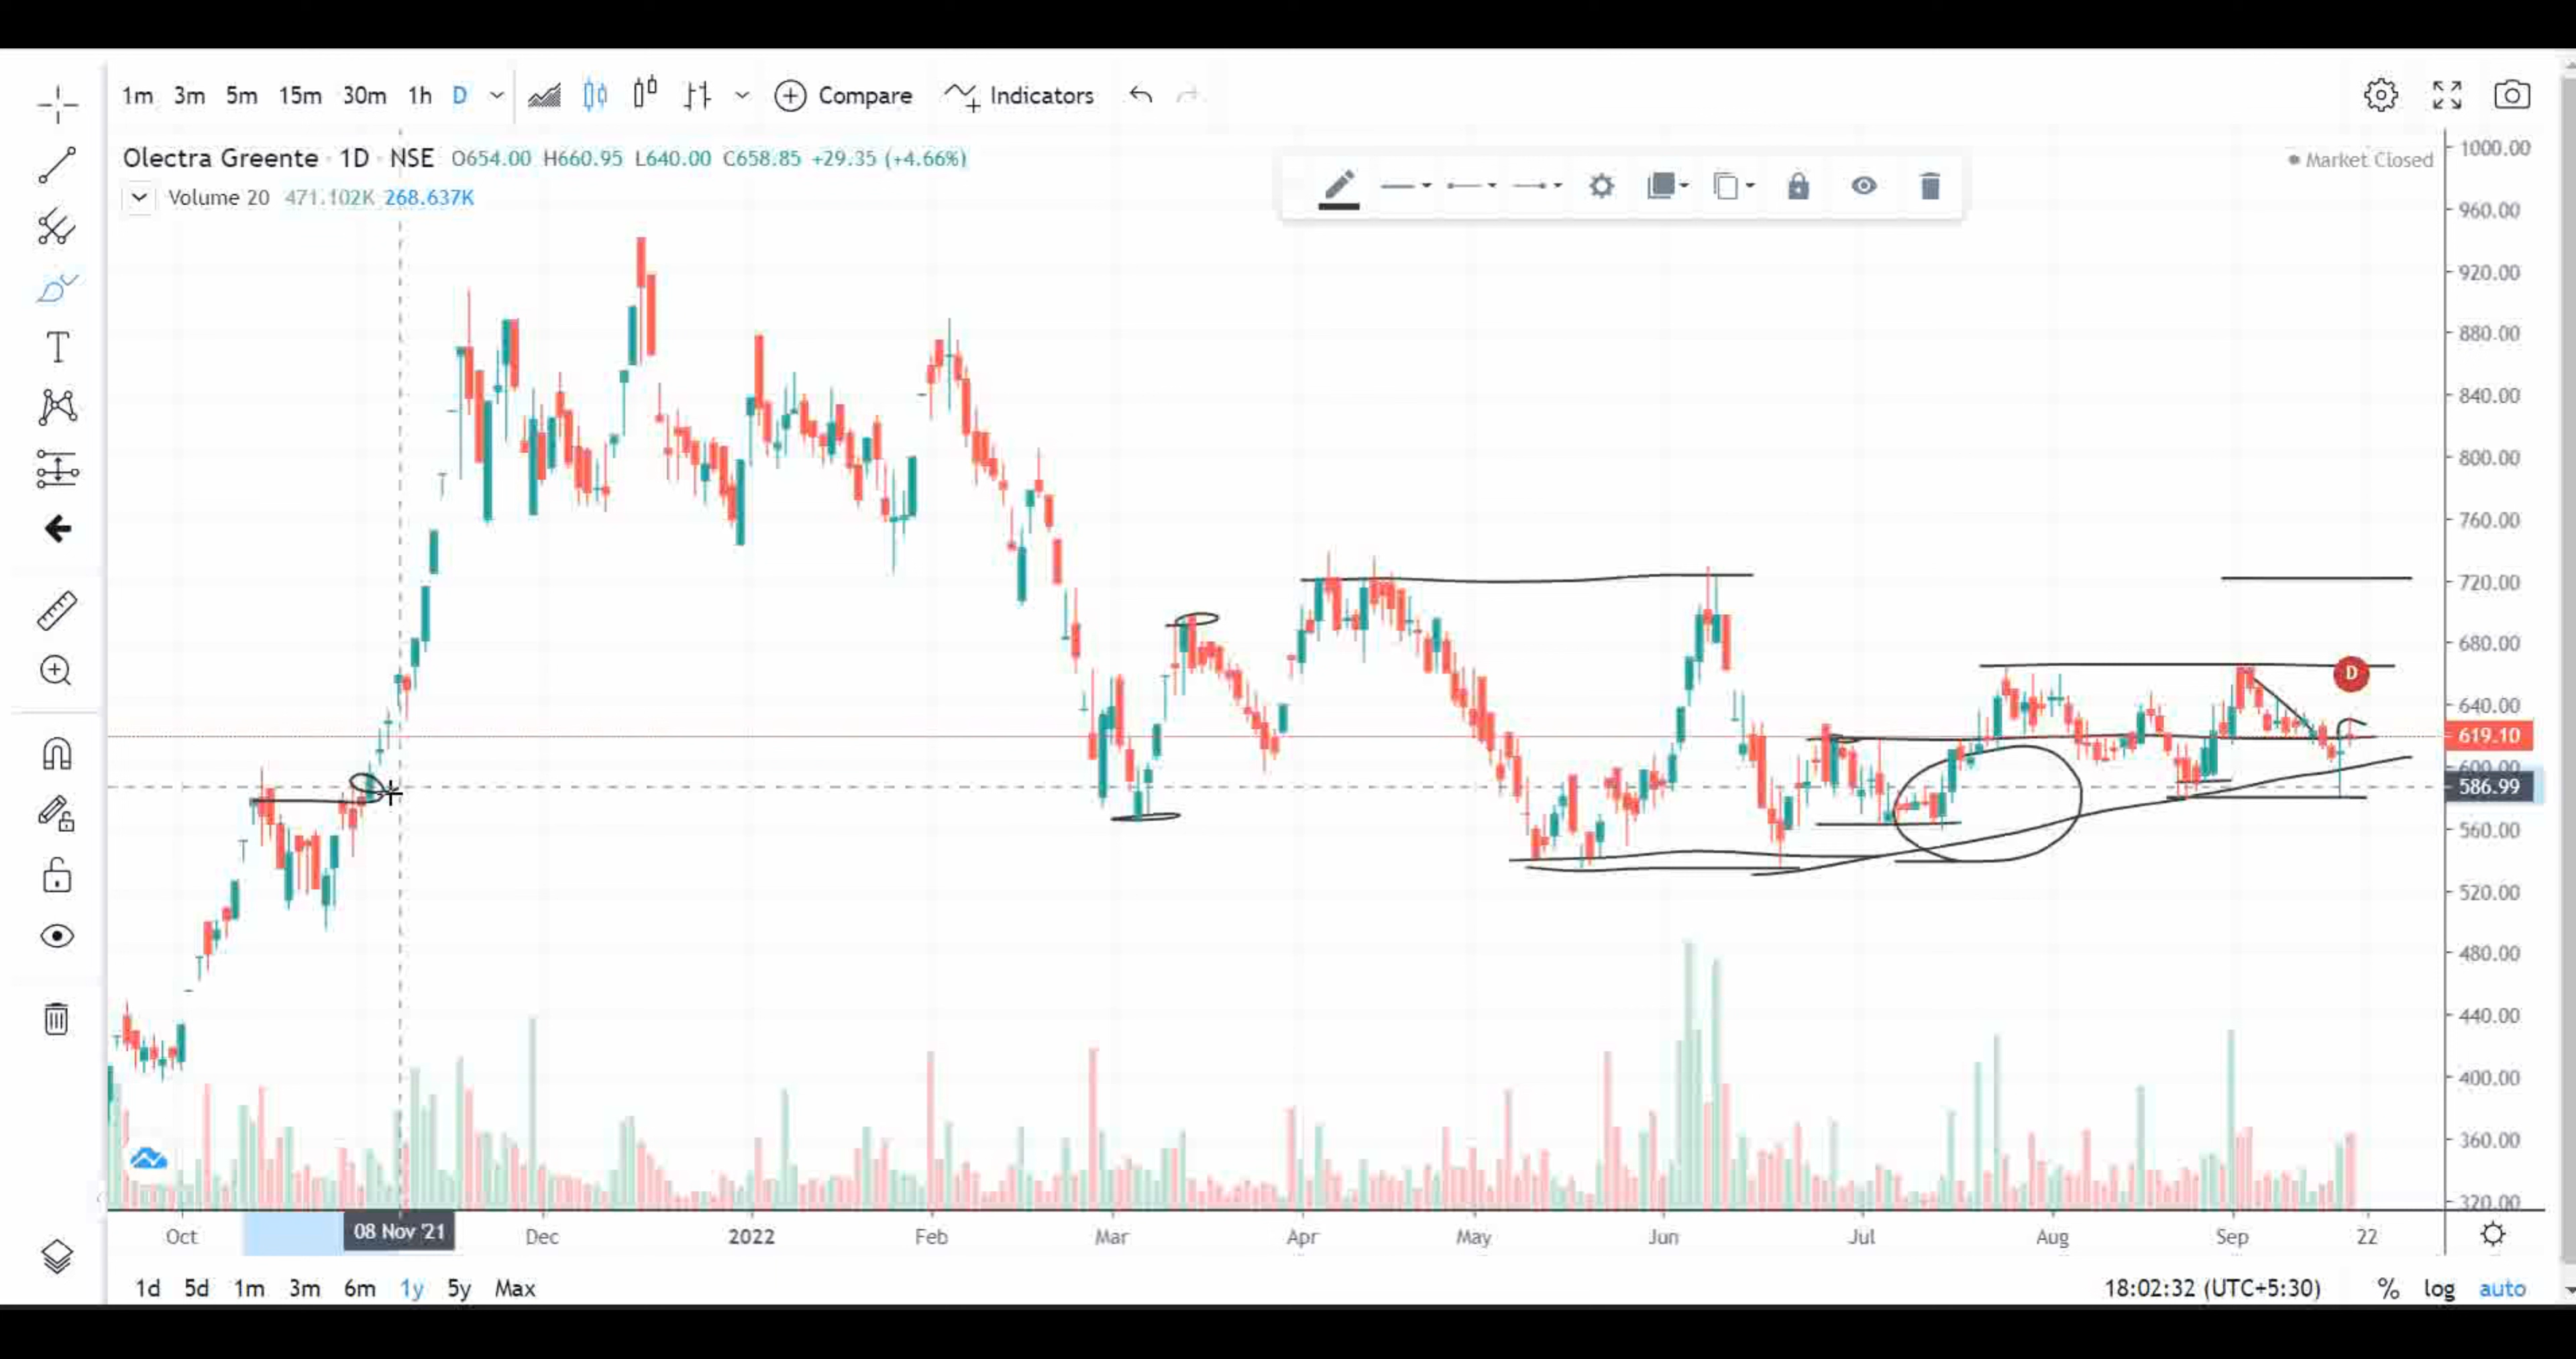 1m 3m 5m 15m 30m 1h D Compare Indicators
Olectra Greente · 1D · NSE O654.00 H660.95 L640.00 C658.85 +29.35 (+4.66%)
Market Closed
Volume 20 471.102K 268.637K
T
1000.00
960.00
920.00
880.00
840.00
800.00
760.00
720.00
680.00
D
640.00
619.10
600.00
586.99
560.00
520.00
480.00
440.00
400.00
360.00
320.00
Oct 08 Nov '21 Dec 2022 Feb Mar Apr May Jun Jul Aug Sep 22
1d 5d 1m 3m 6m 1y 5y Max 18:02:32 (UTC+5:30) % log auto